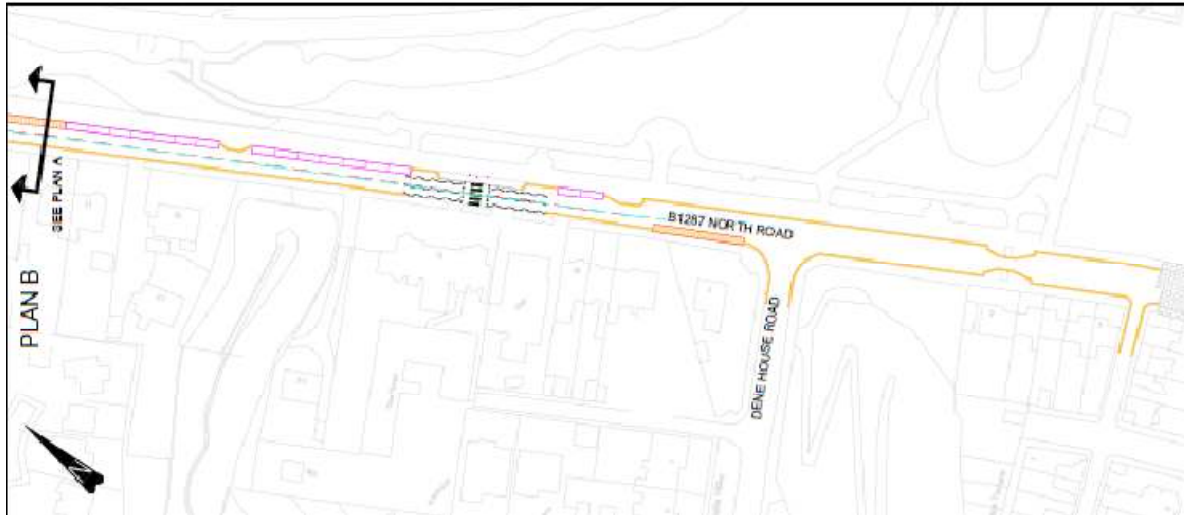 SEE PLAN A
PLAN B
B1287 NORTH ROAD
DENE HOUSE ROAD
N